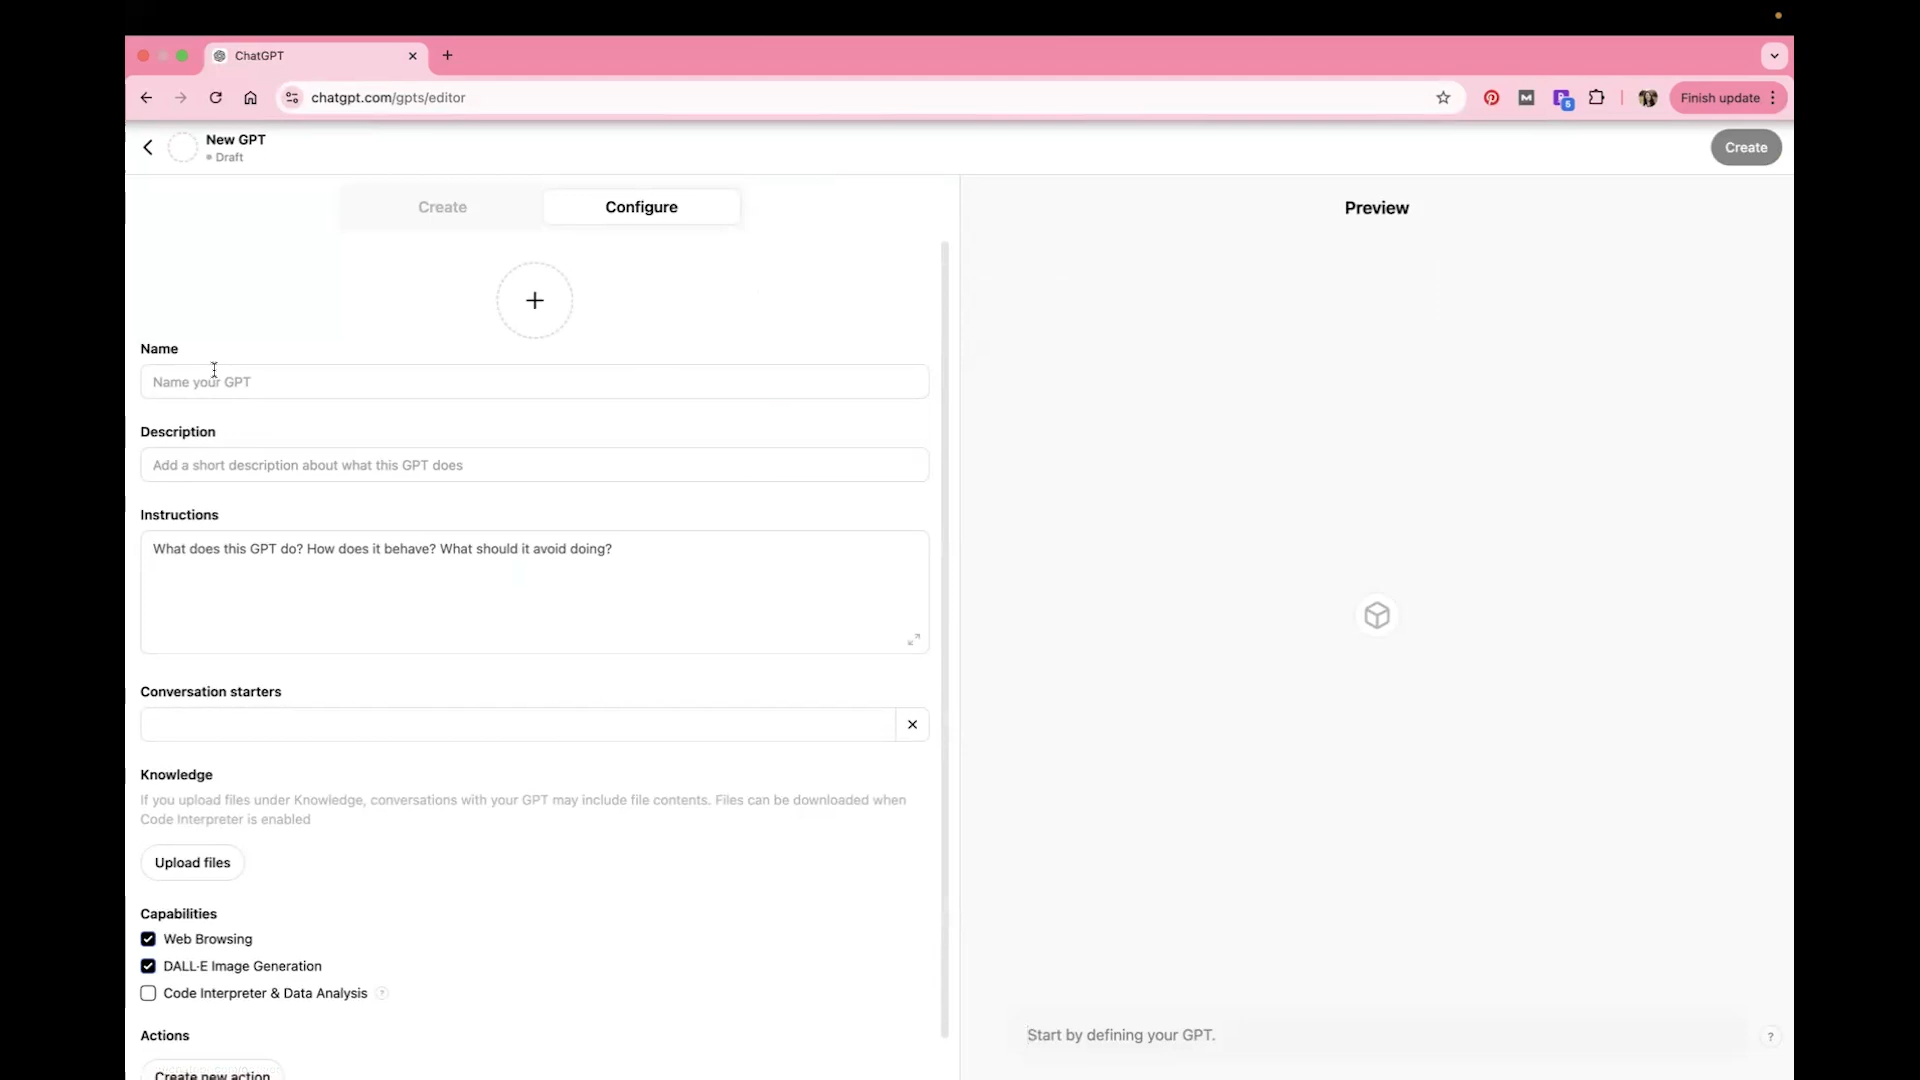 ChatGPT
chatgpt.com/gpts/editor
M
5
Finish update
New GPT
Draft
Create
Create
Configure
Preview
Name
Name your GPT
Description
Add a short description about what this GPT does
Instructions
What does this GPT do? How does it behave? What should it avoid doing?
Conversation starters
Knowledge
If you upload files under Knowledge, conversations with your GPT may include file contents. Files can be downloaded when
Code Interpreter is enabled
Upload files
Capabilities
Web Browsing
DALL·E Image Generation
Code Interpreter & Data Analysis ?
Actions
Create new action
Start by defining your GPT.
?